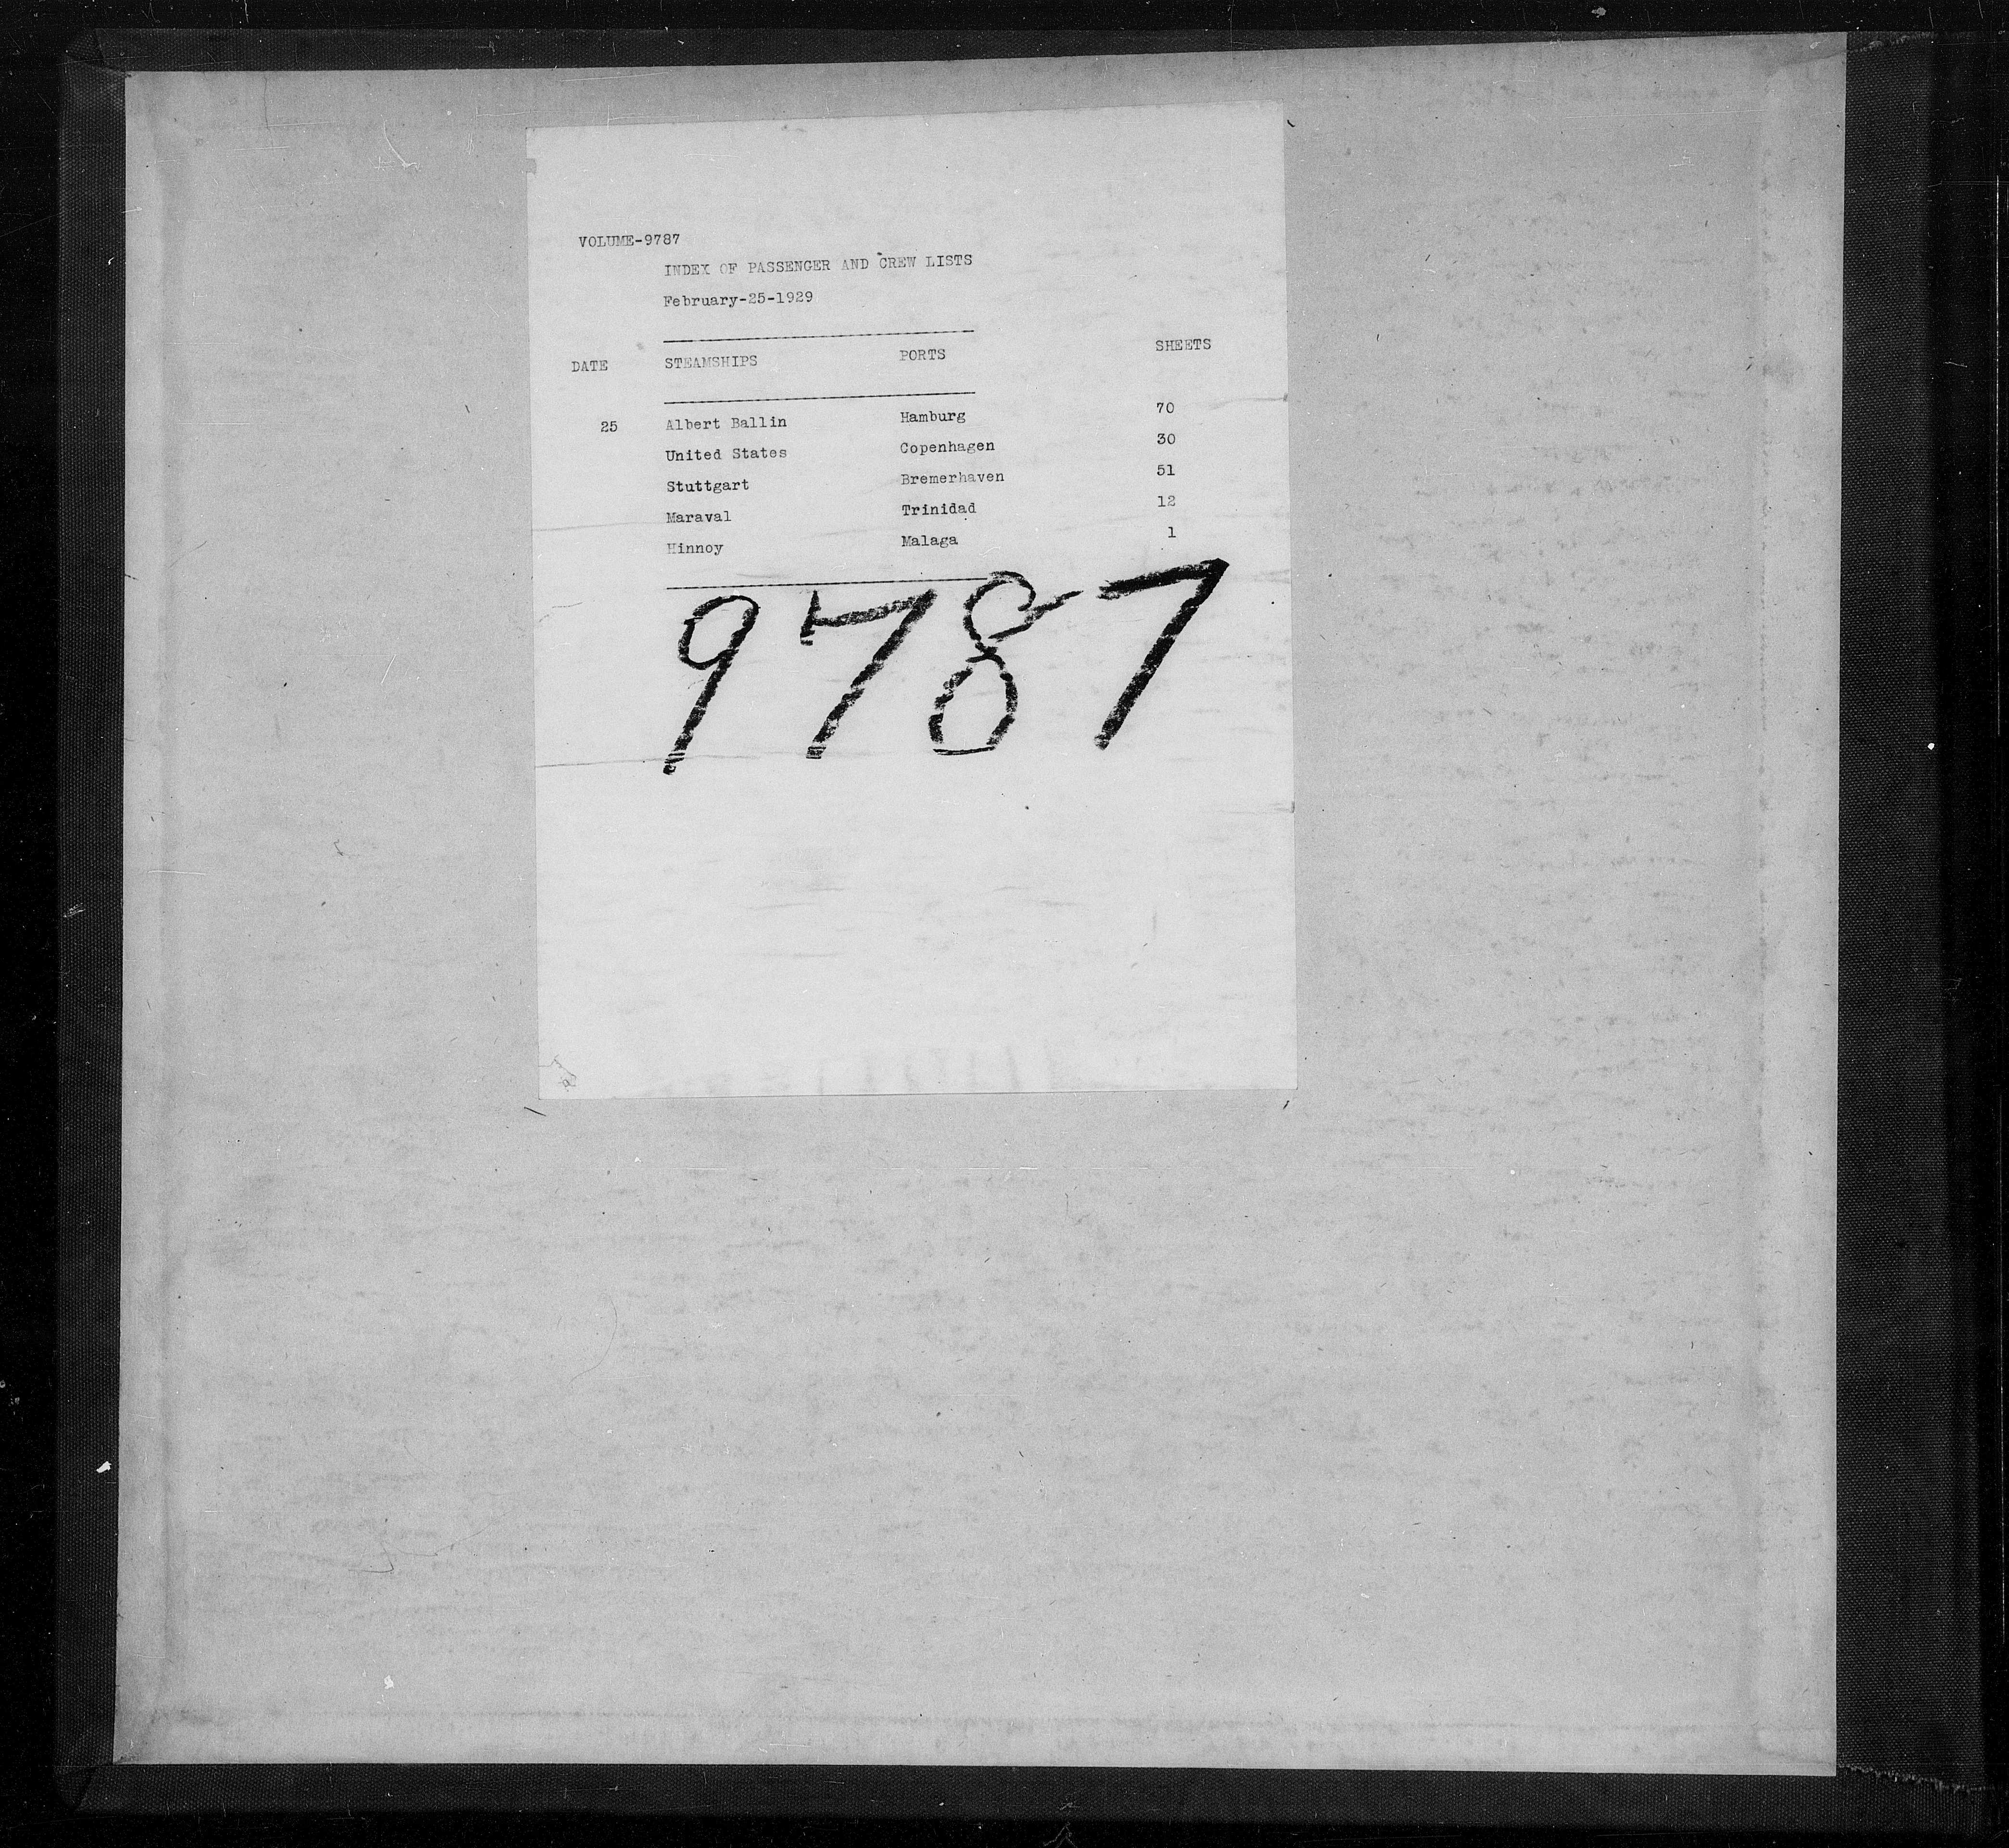 VOLUME-9787
INDEX OF PASSENGER AND CREW LISTS
February-25-1929
DATE STEAMSHIPS PORTS SHEETS
25 Albert Ballin Hamburg 70
United States Copenhagen 30
Stuttgart Bremerhaven 51
Maraval Trinidad 12
Hinnoy Malaga 1
9787